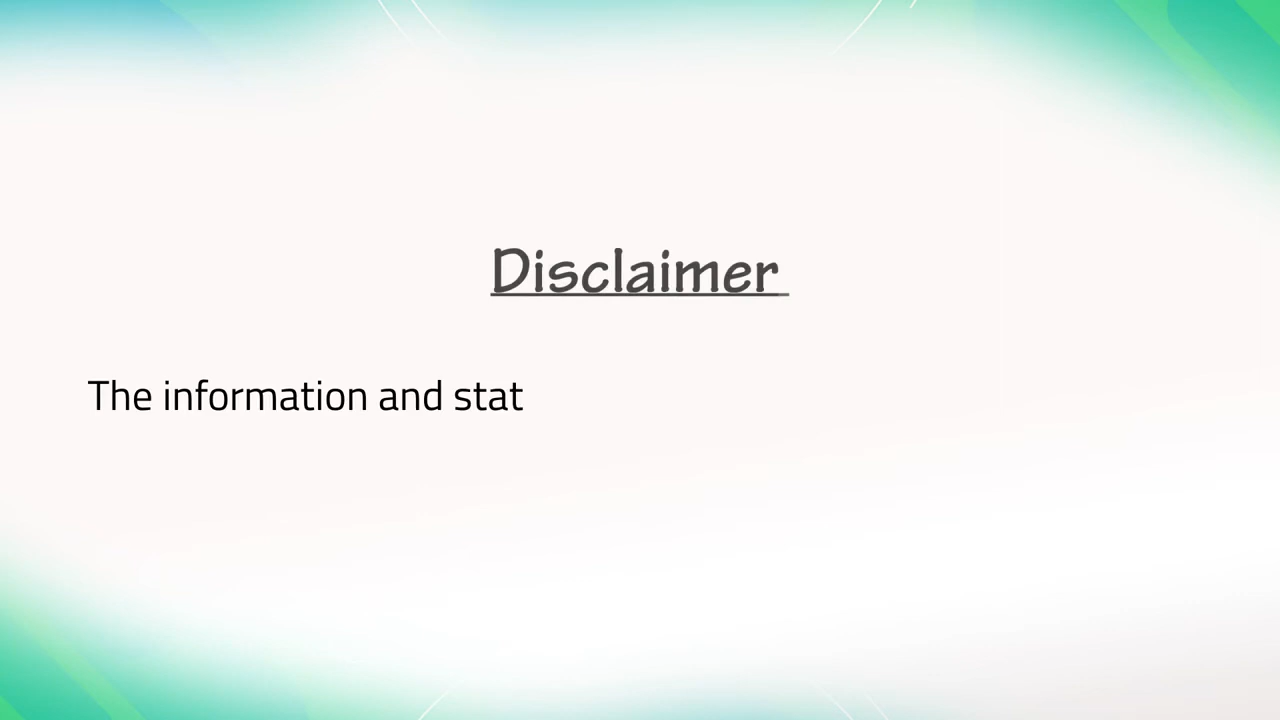 Disclaimer
The information and stat